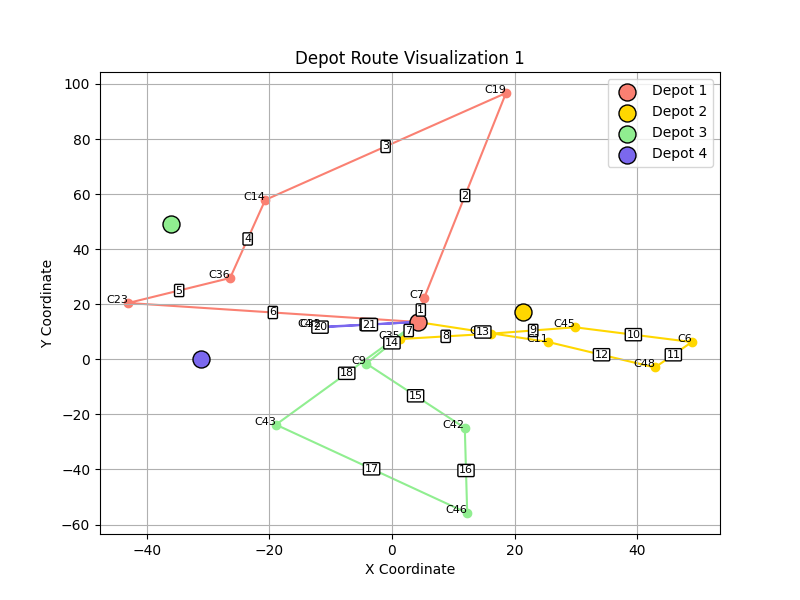 Depot Route Visualization 1
Depot 1
Depot 2
Depot 3
Depot 4
Y Coordinate
100
80
60
40
20
0
−20
−40
−60
−40
−20
0
20
40
X Coordinate
C19
3
2
C14
4
C36
5
C23
6
C7
1
20
21
7
C35
14
8
13
9
C11
C45
10
C6
12
11
C48
C9
18
15
C43
C42
17
16
C46